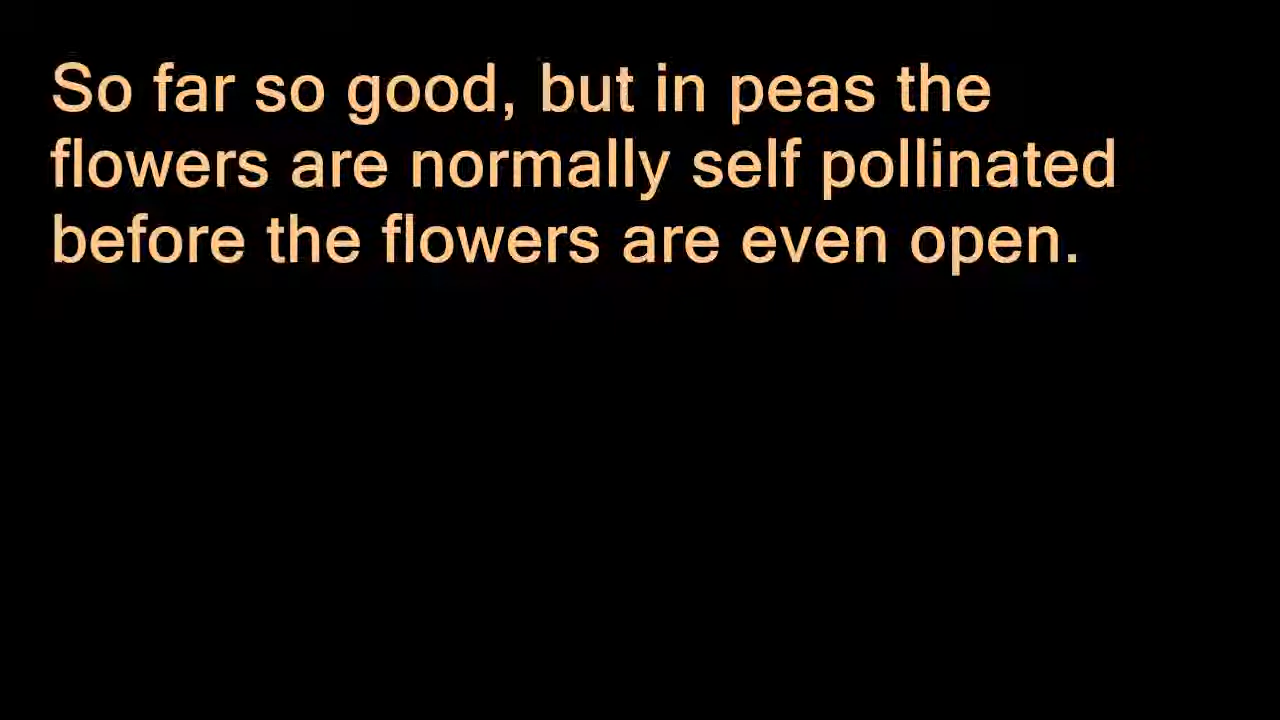 So far so good, but in peas the
flowers are normally self pollinated
before the flowers are even open.